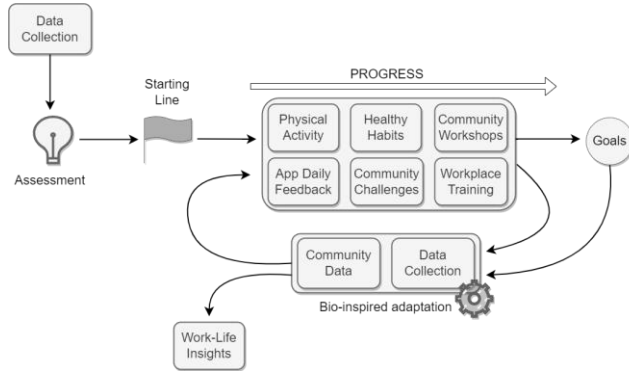 Data
Collection
Starting
Line
PROGRESS
Physical
Activity
Healthy
Habits
Community
Workshops
Goals
Assessment
App Daily
Feedback
Community
Challenges
Workplace
Training
Community
Data
Data
Collection
Bio-inspired adaptation
Work-Life
Insights